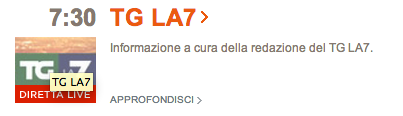 7:30 TG LA7 >
Informazione a cura della redazione del TG LA7.
TG LA7
TG LA7
DIRETTA LIVE
APPROFONDISCI >